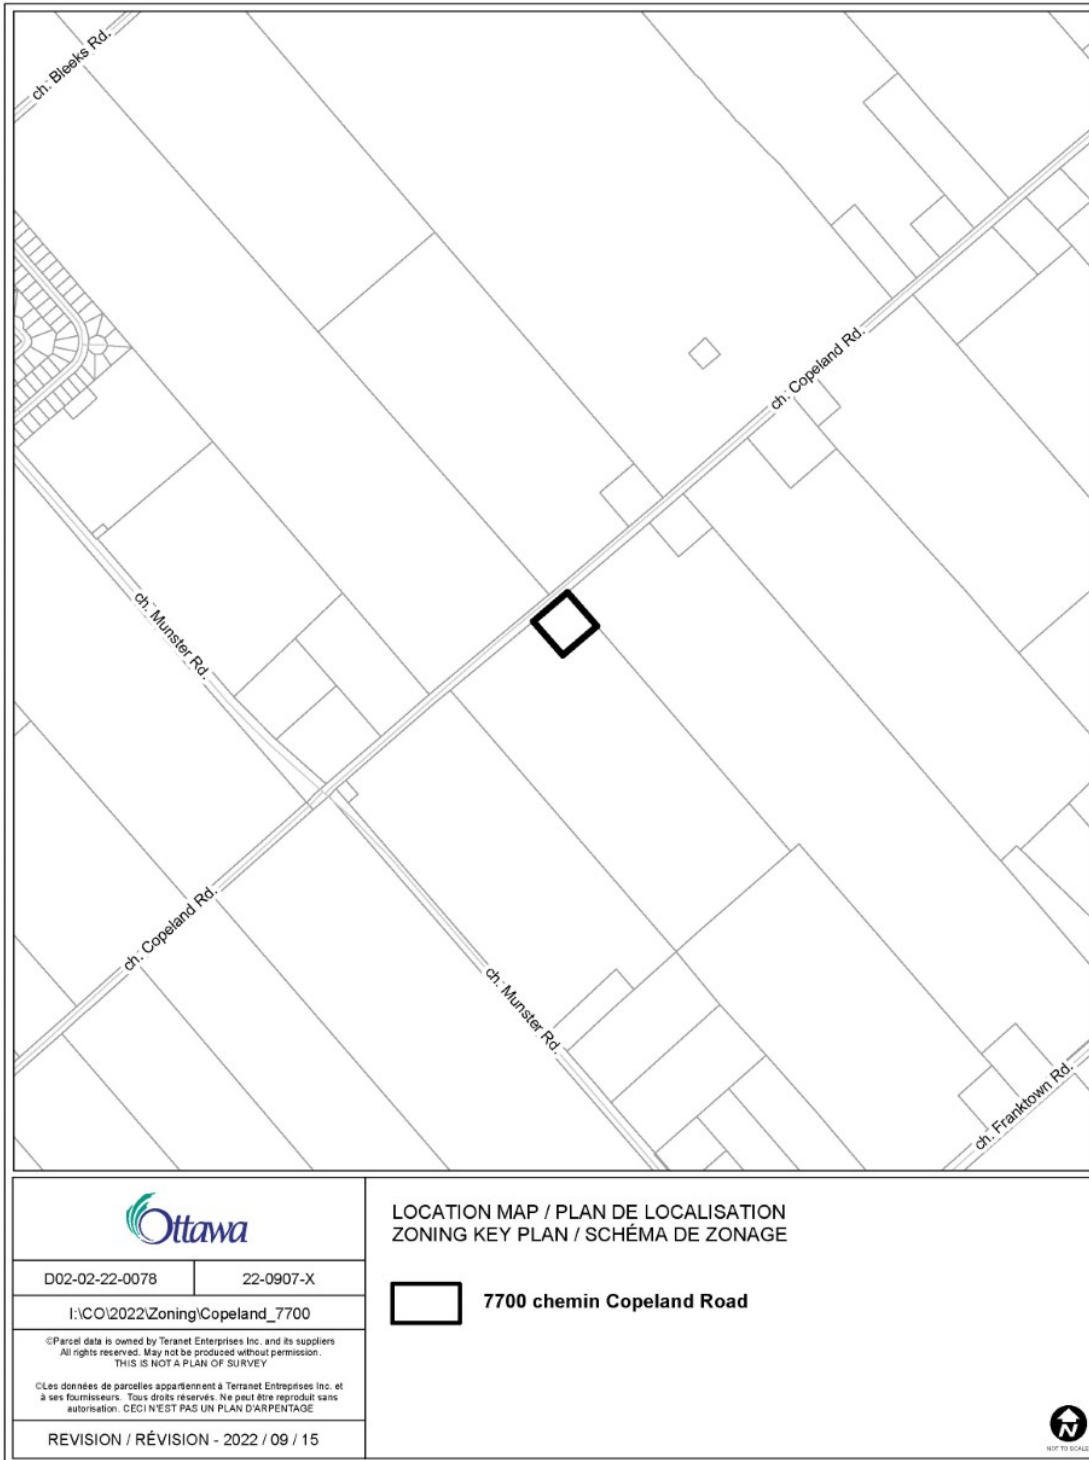 ch. Bleeks Rd.
ch. Copeland Rd.
ch. Munster Rd.
ch. Copeland Rd.
ch. Munster Rd.
ch. Franktown Rd.
Ottawa
D02-02-22-0078
22-0907-X
I:\CO\2022\Zoning\Copeland_7700
©Parcel data is owned by Teranet Enterprises Inc. and its suppliers
All rights reserved. May not be produced without permission.
THIS IS NOT A PLAN OF SURVEY
©Les données de parcelles appartiennent à Terranet Entreprises Inc. et
à ses fournisseurs. Tous droits réservés. Ne peut être reproduit sans
autorisation. CECI N'EST PAS UN PLAN D'ARPENTAGE
REVISION / RÉVISION - 2022 / 09 / 15
LOCATION MAP / PLAN DE LOCALISATION
ZONING KEY PLAN / SCHÉMA DE ZONAGE
7700 chemin Copeland Road
N
NOT TO SCALE